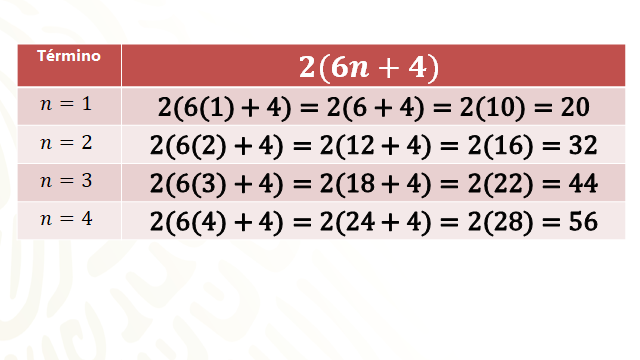 Término 2(6n + 4)
n = 1 2(6(1) + 4) = 2(6 + 4) = 2(10) = 20
n = 2 2(6(2) + 4) = 2(12 + 4) = 2(16) = 32
n = 3 2(6(3) + 4) = 2(18 + 4) = 2(22) = 44
n = 4 2(6(4) + 4) = 2(24 + 4) = 2(28) = 56